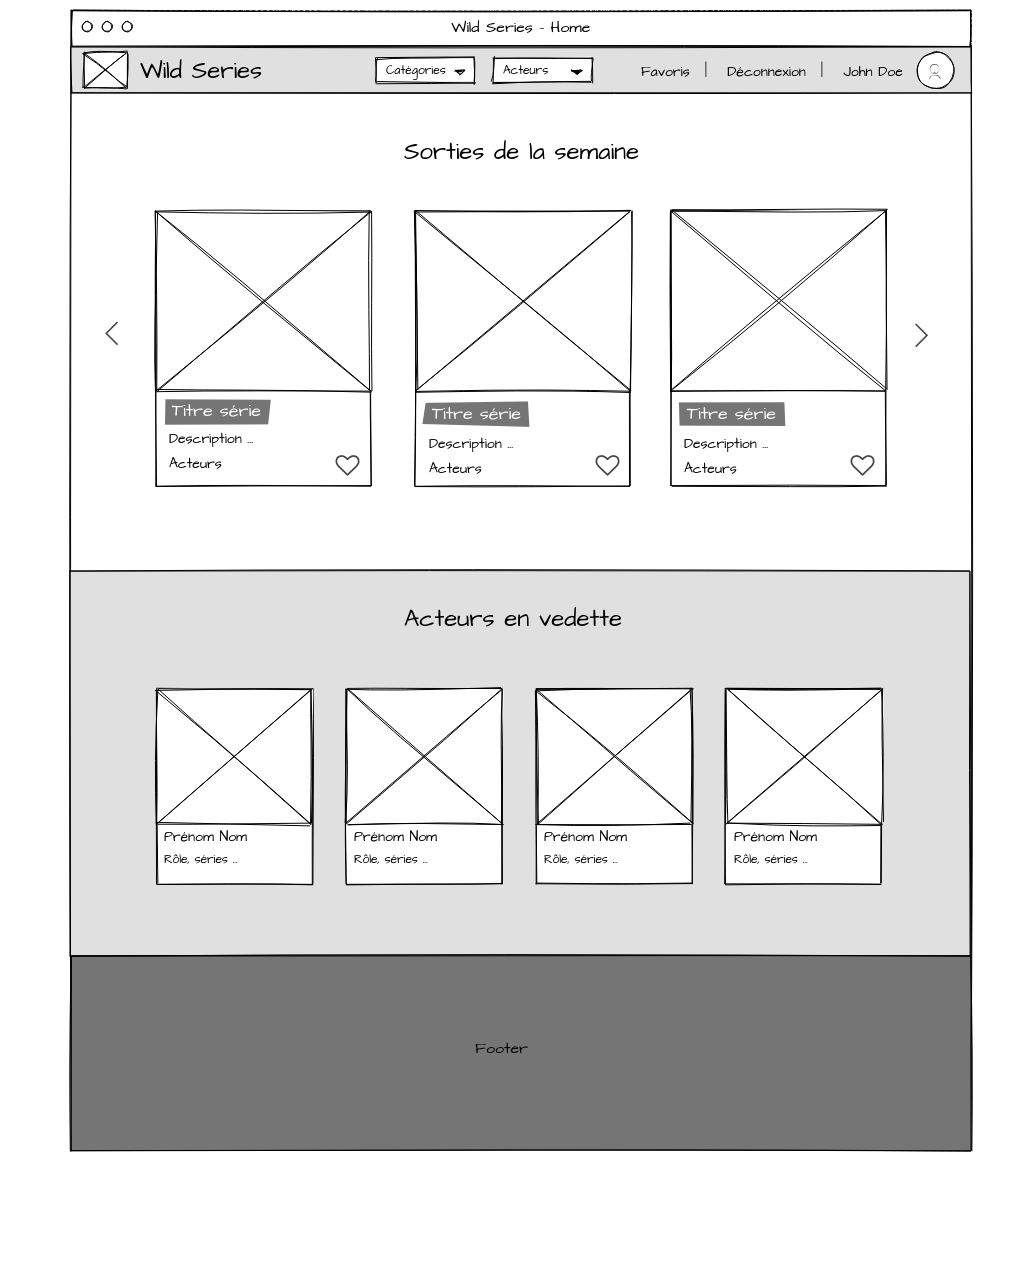 Wild Series - Home
Wild Series
Catégories
Acteurs
Favoris
Déconnexion
John Doe
Sorties de la semaine
Titre série
Description ...
Acteurs
Titre série
Description ...
Acteurs
Titre série
Description ...
Acteurs
Acteurs en vedette
Prénom Nom
Rôle, séries ...
Prénom Nom
Rôle, séries ...
Prénom Nom
Rôle, séries ...
Prénom Nom
Rôle, séries ...
Footer